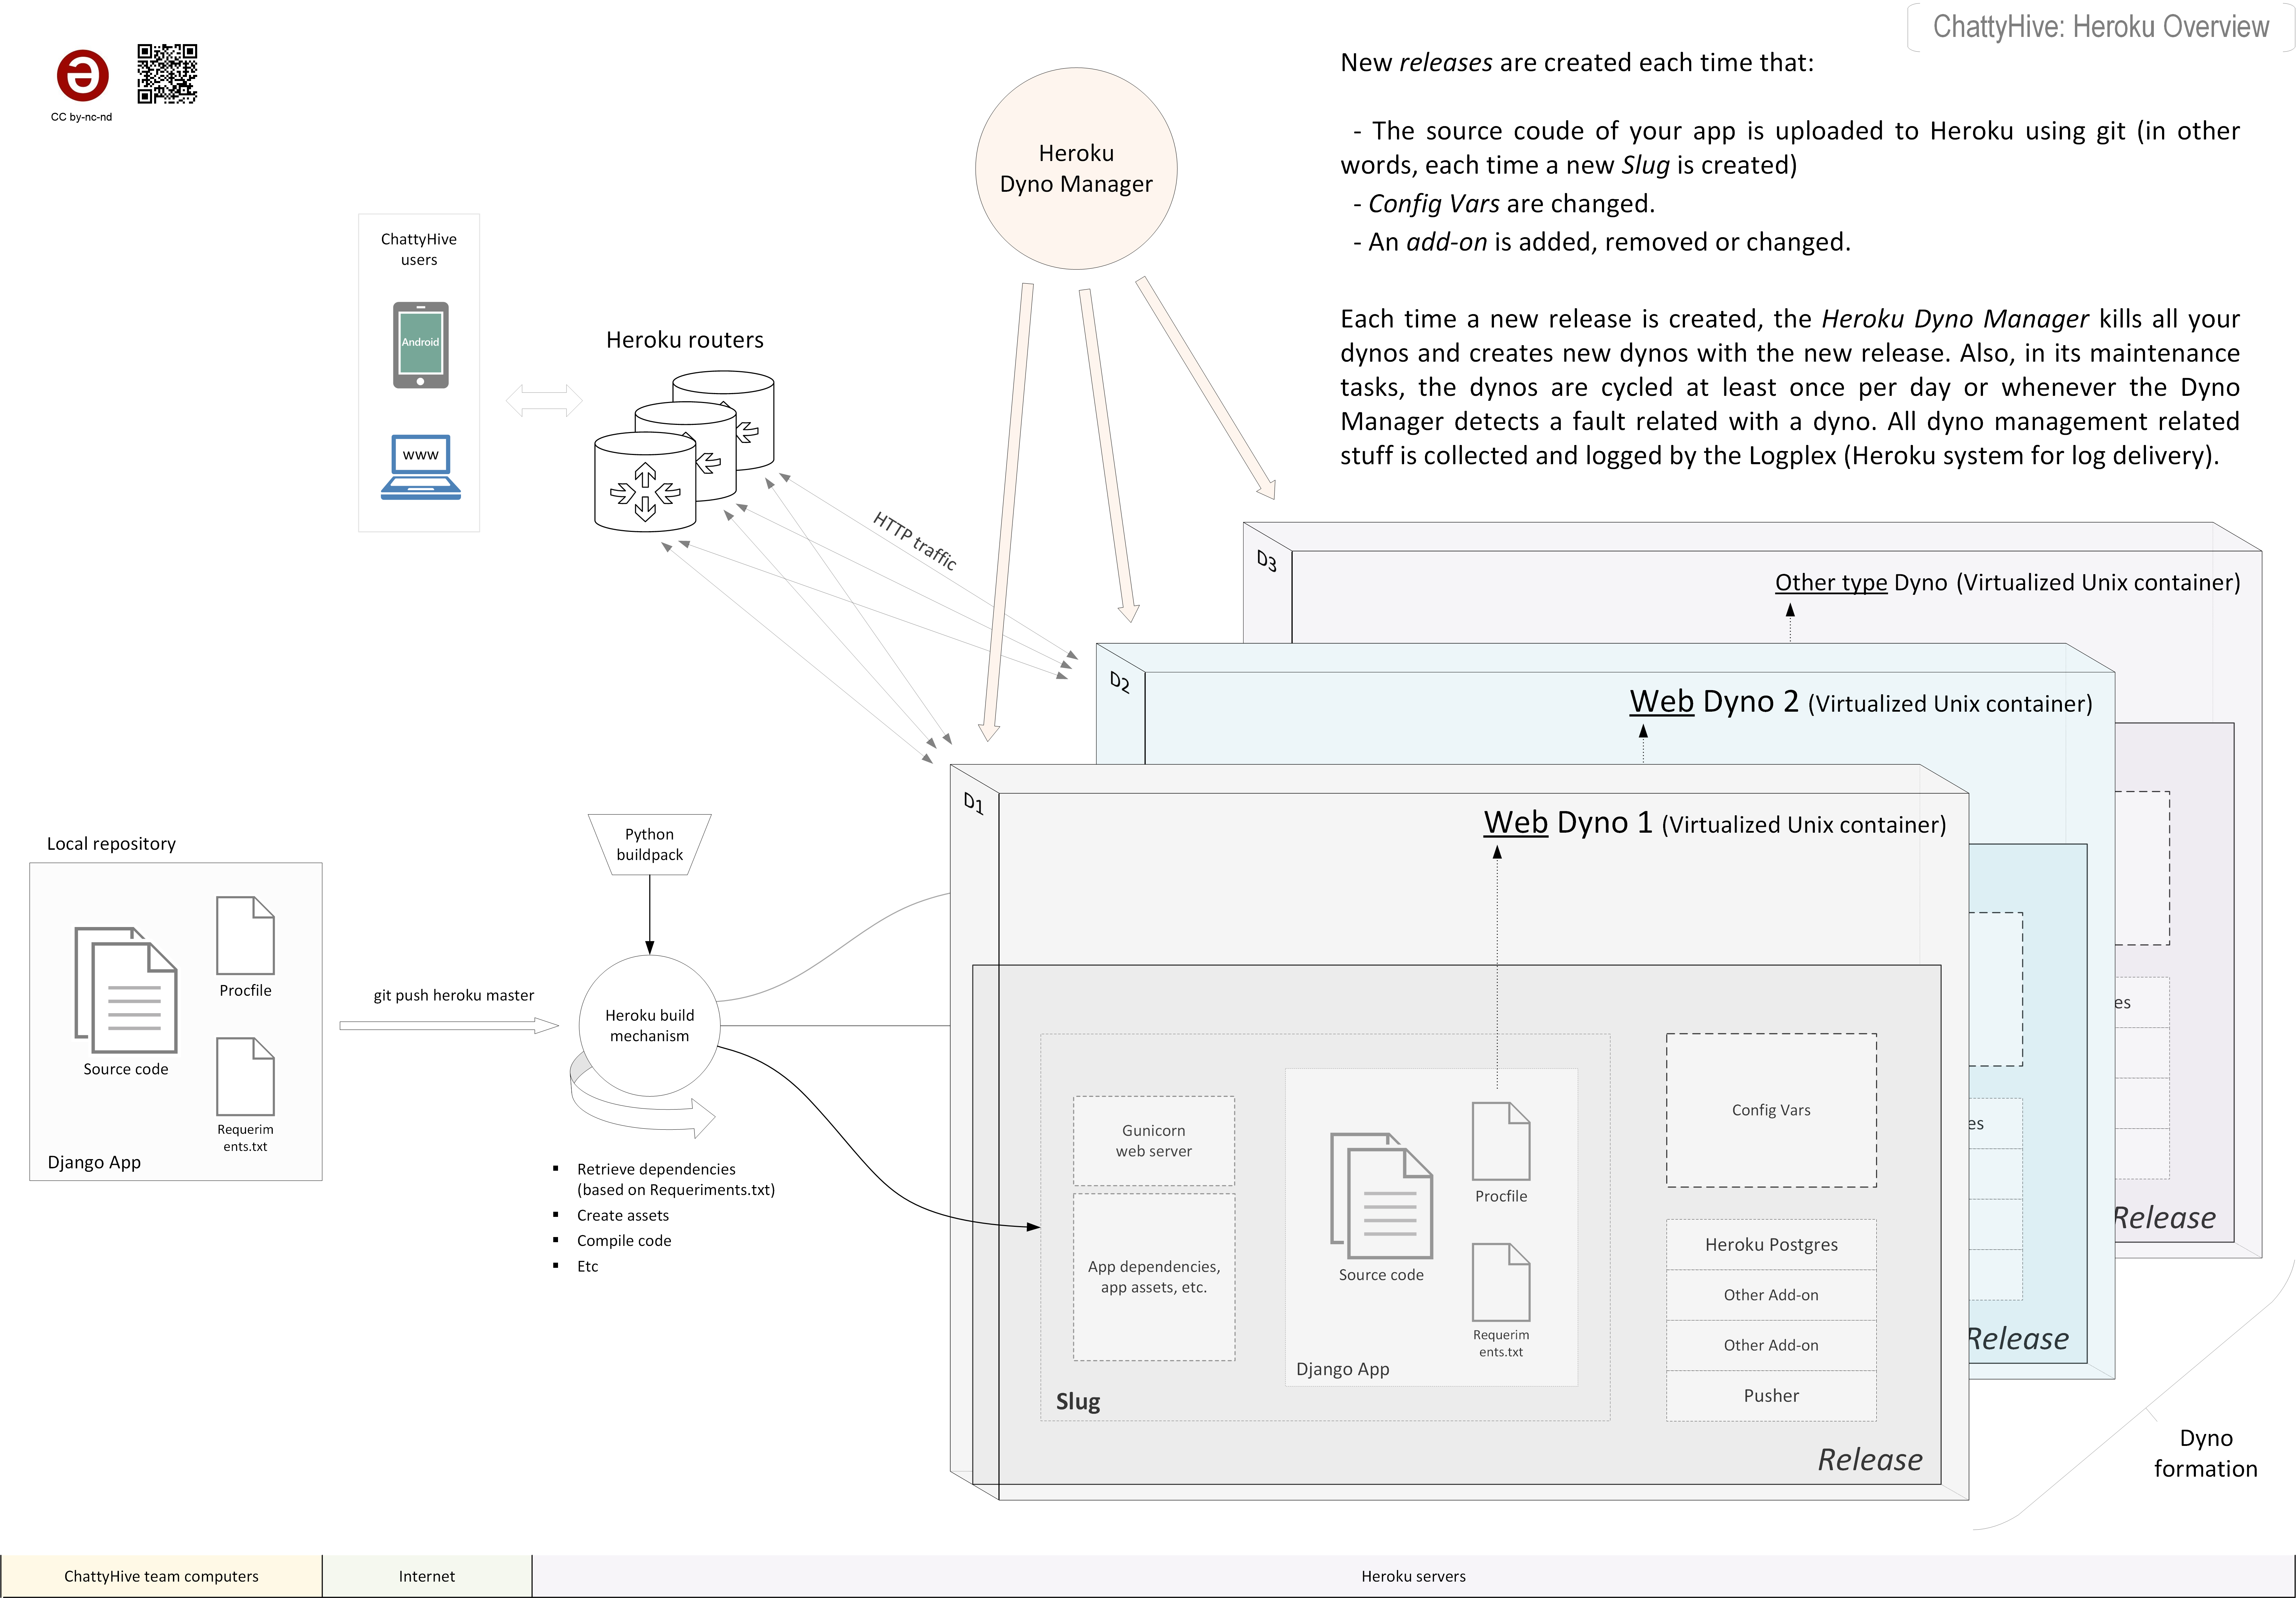 ChattyHive: Heroku Overview
CC by-nc-nd
New releases are created each time that:
- The source coude of your app is uploaded to Heroku using git (in other
words, each time a new Slug is created)
- Config Vars are changed.
- An add-on is added, removed or changed.
Each time a new release is created, the Heroku Dyno Manager kills all your
dynos and creates new dynos with the new release. Also, in its maintenance
tasks, the dynos are cycled at least once per day or whenever the Dyno
Manager detects a fault related with a dyno. All dyno management related
stuff is collected and logged by the Logplex (Heroku system for log delivery).
Heroku
Dyno Manager
ChattyHive
users
Android
www
Heroku routers
HTTP traffic
D3
Other type Dyno (Virtualized Unix container)
D2
Web Dyno 2 (Virtualized Unix container)
D1
Web Dyno 1 (Virtualized Unix container)
Local repository
Procfile
Source code
Requerim
ents.txt
Django App
git push heroku master
Python
buildpack
Heroku build
mechanism
▪ Retrieve dependencies
(based on Requeriments.txt)
▪ Create assets
▪ Compile code
▪ Etc
Gunicorn
web server
App dependencies,
app assets, etc.
Slug
Procfile
Source code
Requerim
ents.txt
Django App
Config Vars
Heroku Postgres
Other Add-on
Other Add-on
Pusher
Release
es
Release
es
Release
Dyno
formation
ChattyHive team computers
Internet
Heroku servers